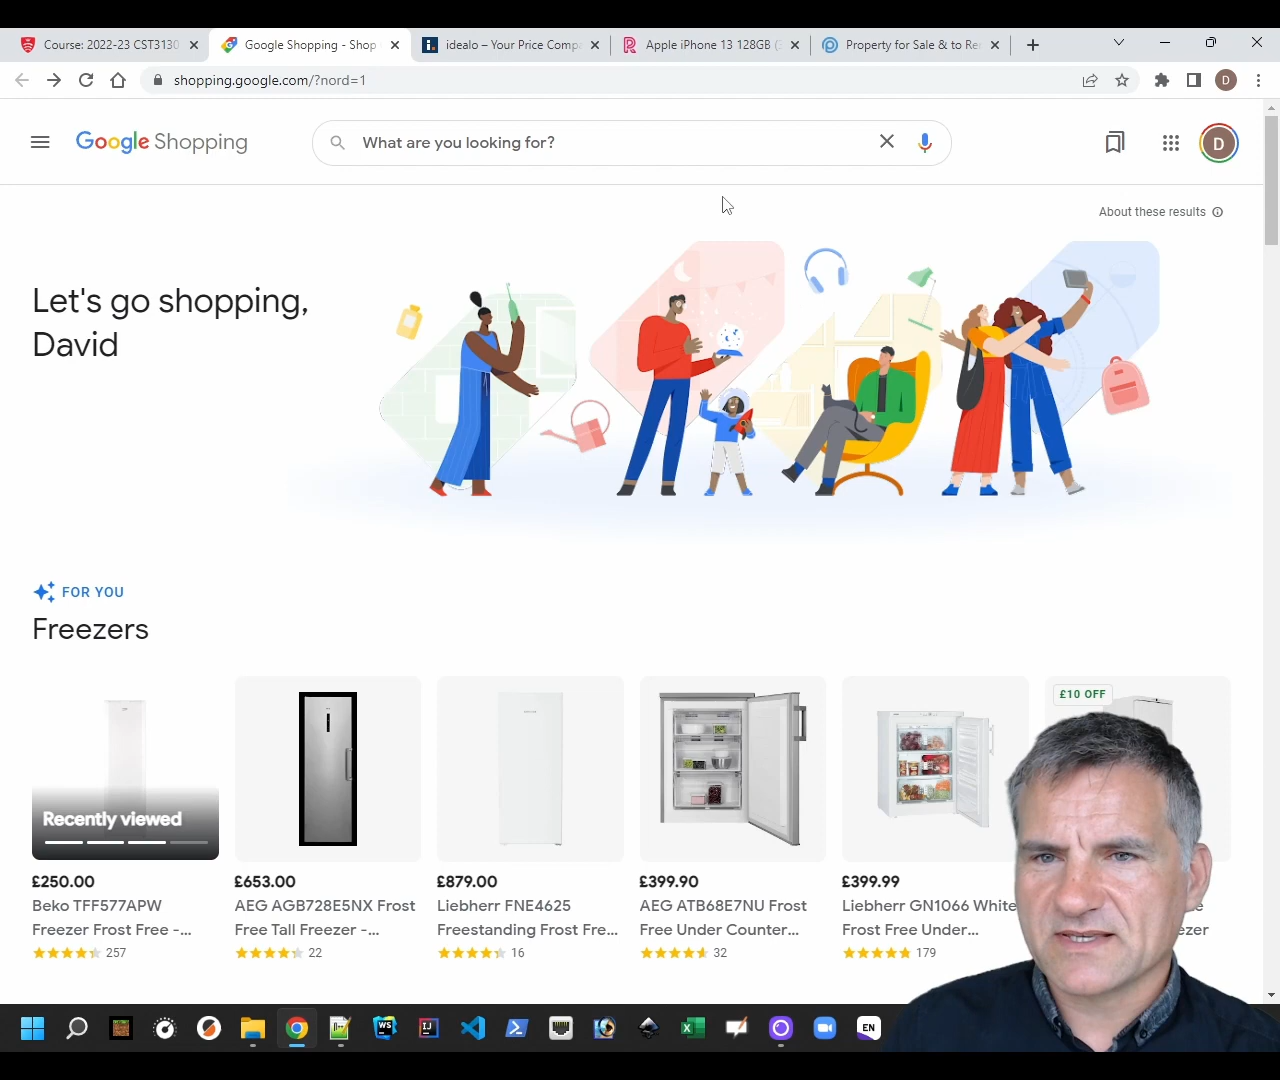 Course: 2022-23 CST3130
Google Shopping - Shop
idealo – Your Price Comp
Apple iPhone 13 128GB (
Property for Sale & to Re
shopping.google.com/?nord=1
D
Google Shopping
What are you looking for?
D
About these results
Let's go shopping,
David
FOR YOU
Freezers
£10 OFF
Recently viewed
£250.00
Beko TFF577APW
Freezer Frost Free -...
257
£653.00
AEG AGB728E5NX Frost
Free Tall Freezer -...
22
£879.00
Liebherr FNE4625
Freestanding Frost Fre...
16
£399.90
AEG ATB68E7NU Frost
Free Under Counter...
32
£399.99
Liebherr GN1066 White
Frost Free Under...
179
WS
IJ
EN